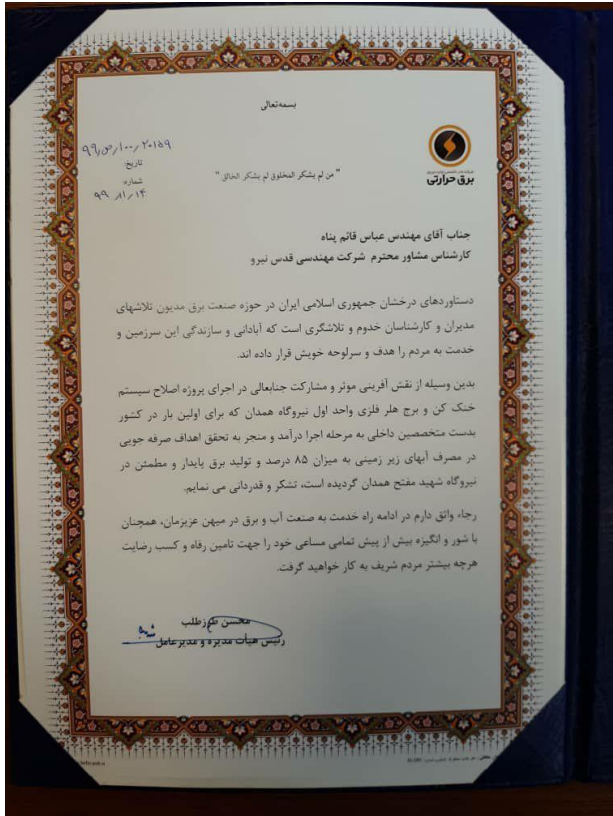 بسمه تعالی
۹۹/ص/۱۰۰/۲۰۱۵۹
تاریخ:
شماره:
۹۹/۸/۱۴
برق حرارتی
" من لم یشکر المخلوق لم یشکر الخالق "
جناب آقای مهندس عباس قائم پناه
کارشناس مشاور محترم شرکت مهندسی قدس نیرو
دستاوردهای درخشان جمهوری اسلامی ایران در حوزه صنعت برق مدیون تلاشهای
مدیران و کارشناسان خدوم و تلاشگری است که آبادانی و سازندگی این سرزمین و
خدمت به مردم را هدف و سرلوحه خویش قرار داده اند.
بدین وسیله از نقش آفرینی موثر و مشارکت جنابعالی در اجرای پروژه اصلاح سیستم
خنک کن و برج هلر فلزی واحد اول نیروگاه همدان که برای اولین بار در کشور
بدست متخصصین داخلی به مرحله اجرا درآمد و منجر به تحقق اهداف صرفه جویی
در مصرف آبهای زیر زمینی به میزان ۸۵ درصد و تولید برق پایدار و مطمئن در
نیروگاه شهید مفتح همدان گردیده است، تشکر و قدردانی می نمایم.
رجاء واثق دارم در ادامه راه خدمت به صنعت آب و برق در میهن عزیزمان، همچنان
با شور و انگیزه بیش از پیش تمامی مساعی خود را جهت تامین رفاه و کسب رضایت
هرچه بیشتر مردم شریف به کار خواهید گرفت.
محسن طرزطلب
رئیس هیأت مدیره و مدیرعامل